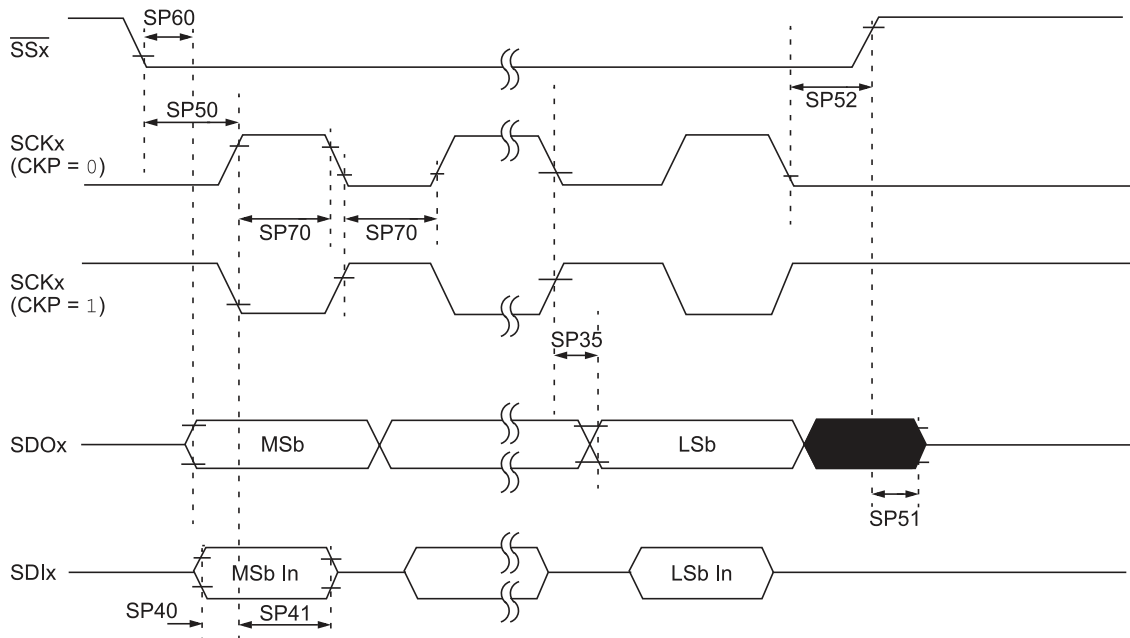 SP60
SSx
SP52
SP50
SCKx
(CKP = 0)
SP70
SP70
SCKx
(CKP = 1)
SP35
SDOx
MSb
LSb
SP51
SDIx
MSb In
LSb In
SP40
SP41